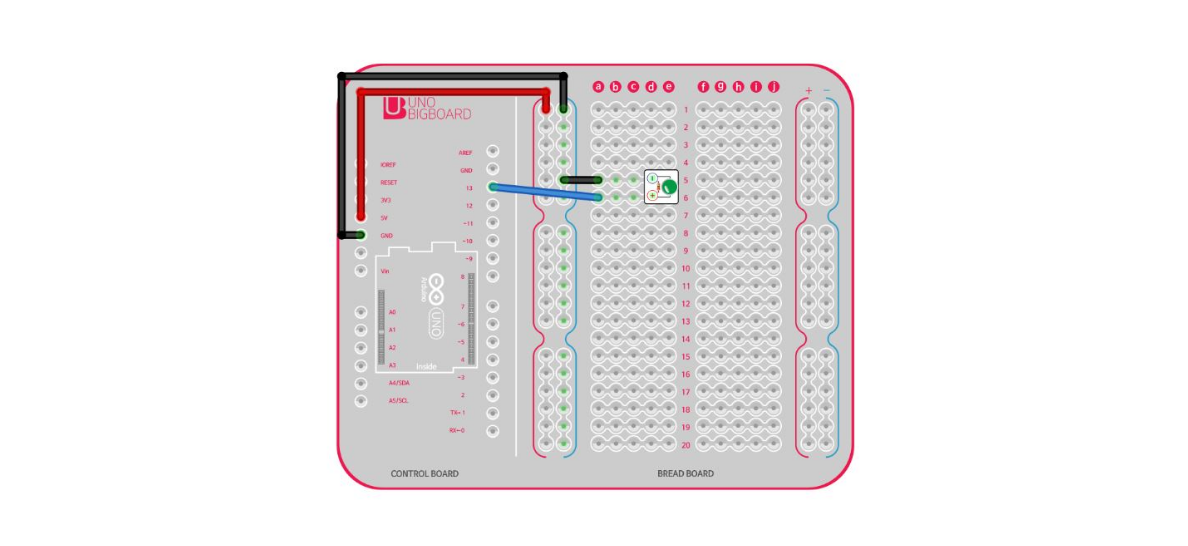 UNO
BIGBOARD
IOREF
RESET
3V3
5V
GND
Vin
A0
A1
A2
A3
A4/SDA
A5/SCL
AREF
GND
13
12
~11
~10
~9
8
7
~6
~5
4
~3
2
TX→1
RX←0
Arduino
UNO
Inside
a b c d e f g h i j
+ −
1
2
3
4
5
6
7
8
9
10
11
12
13
14
15
16
17
18
19
20
CONTROL BOARD
BREAD BOARD